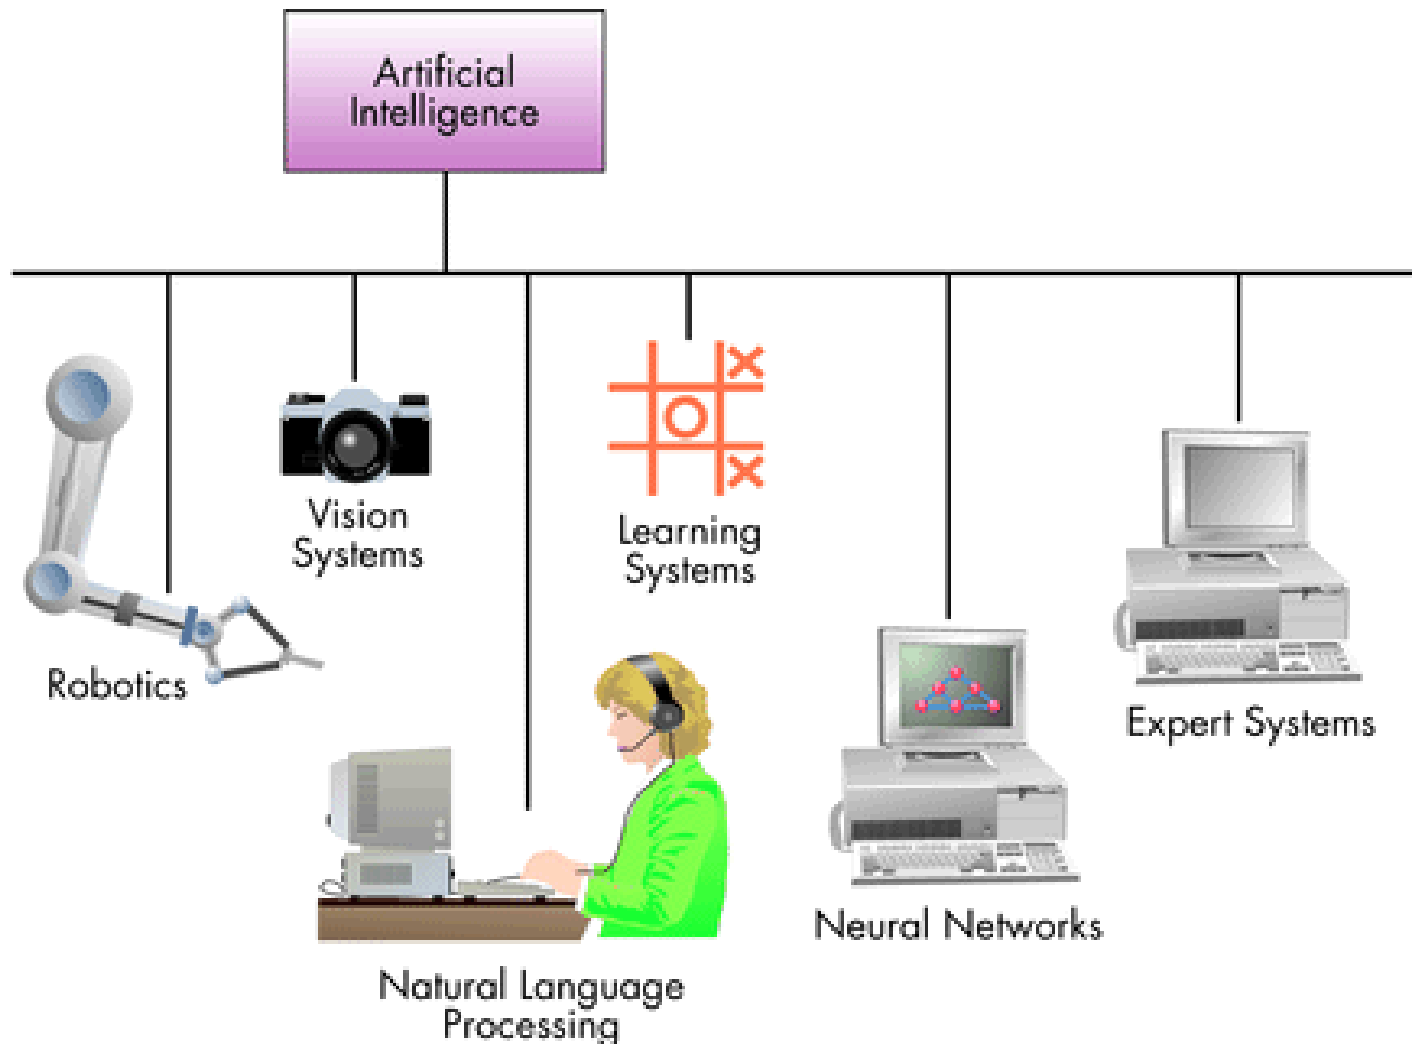 Artificial
Intelligence
Vision
Systems
Learning
Systems
Robotics
Expert Systems
Neural Networks
Natural Language
Processing